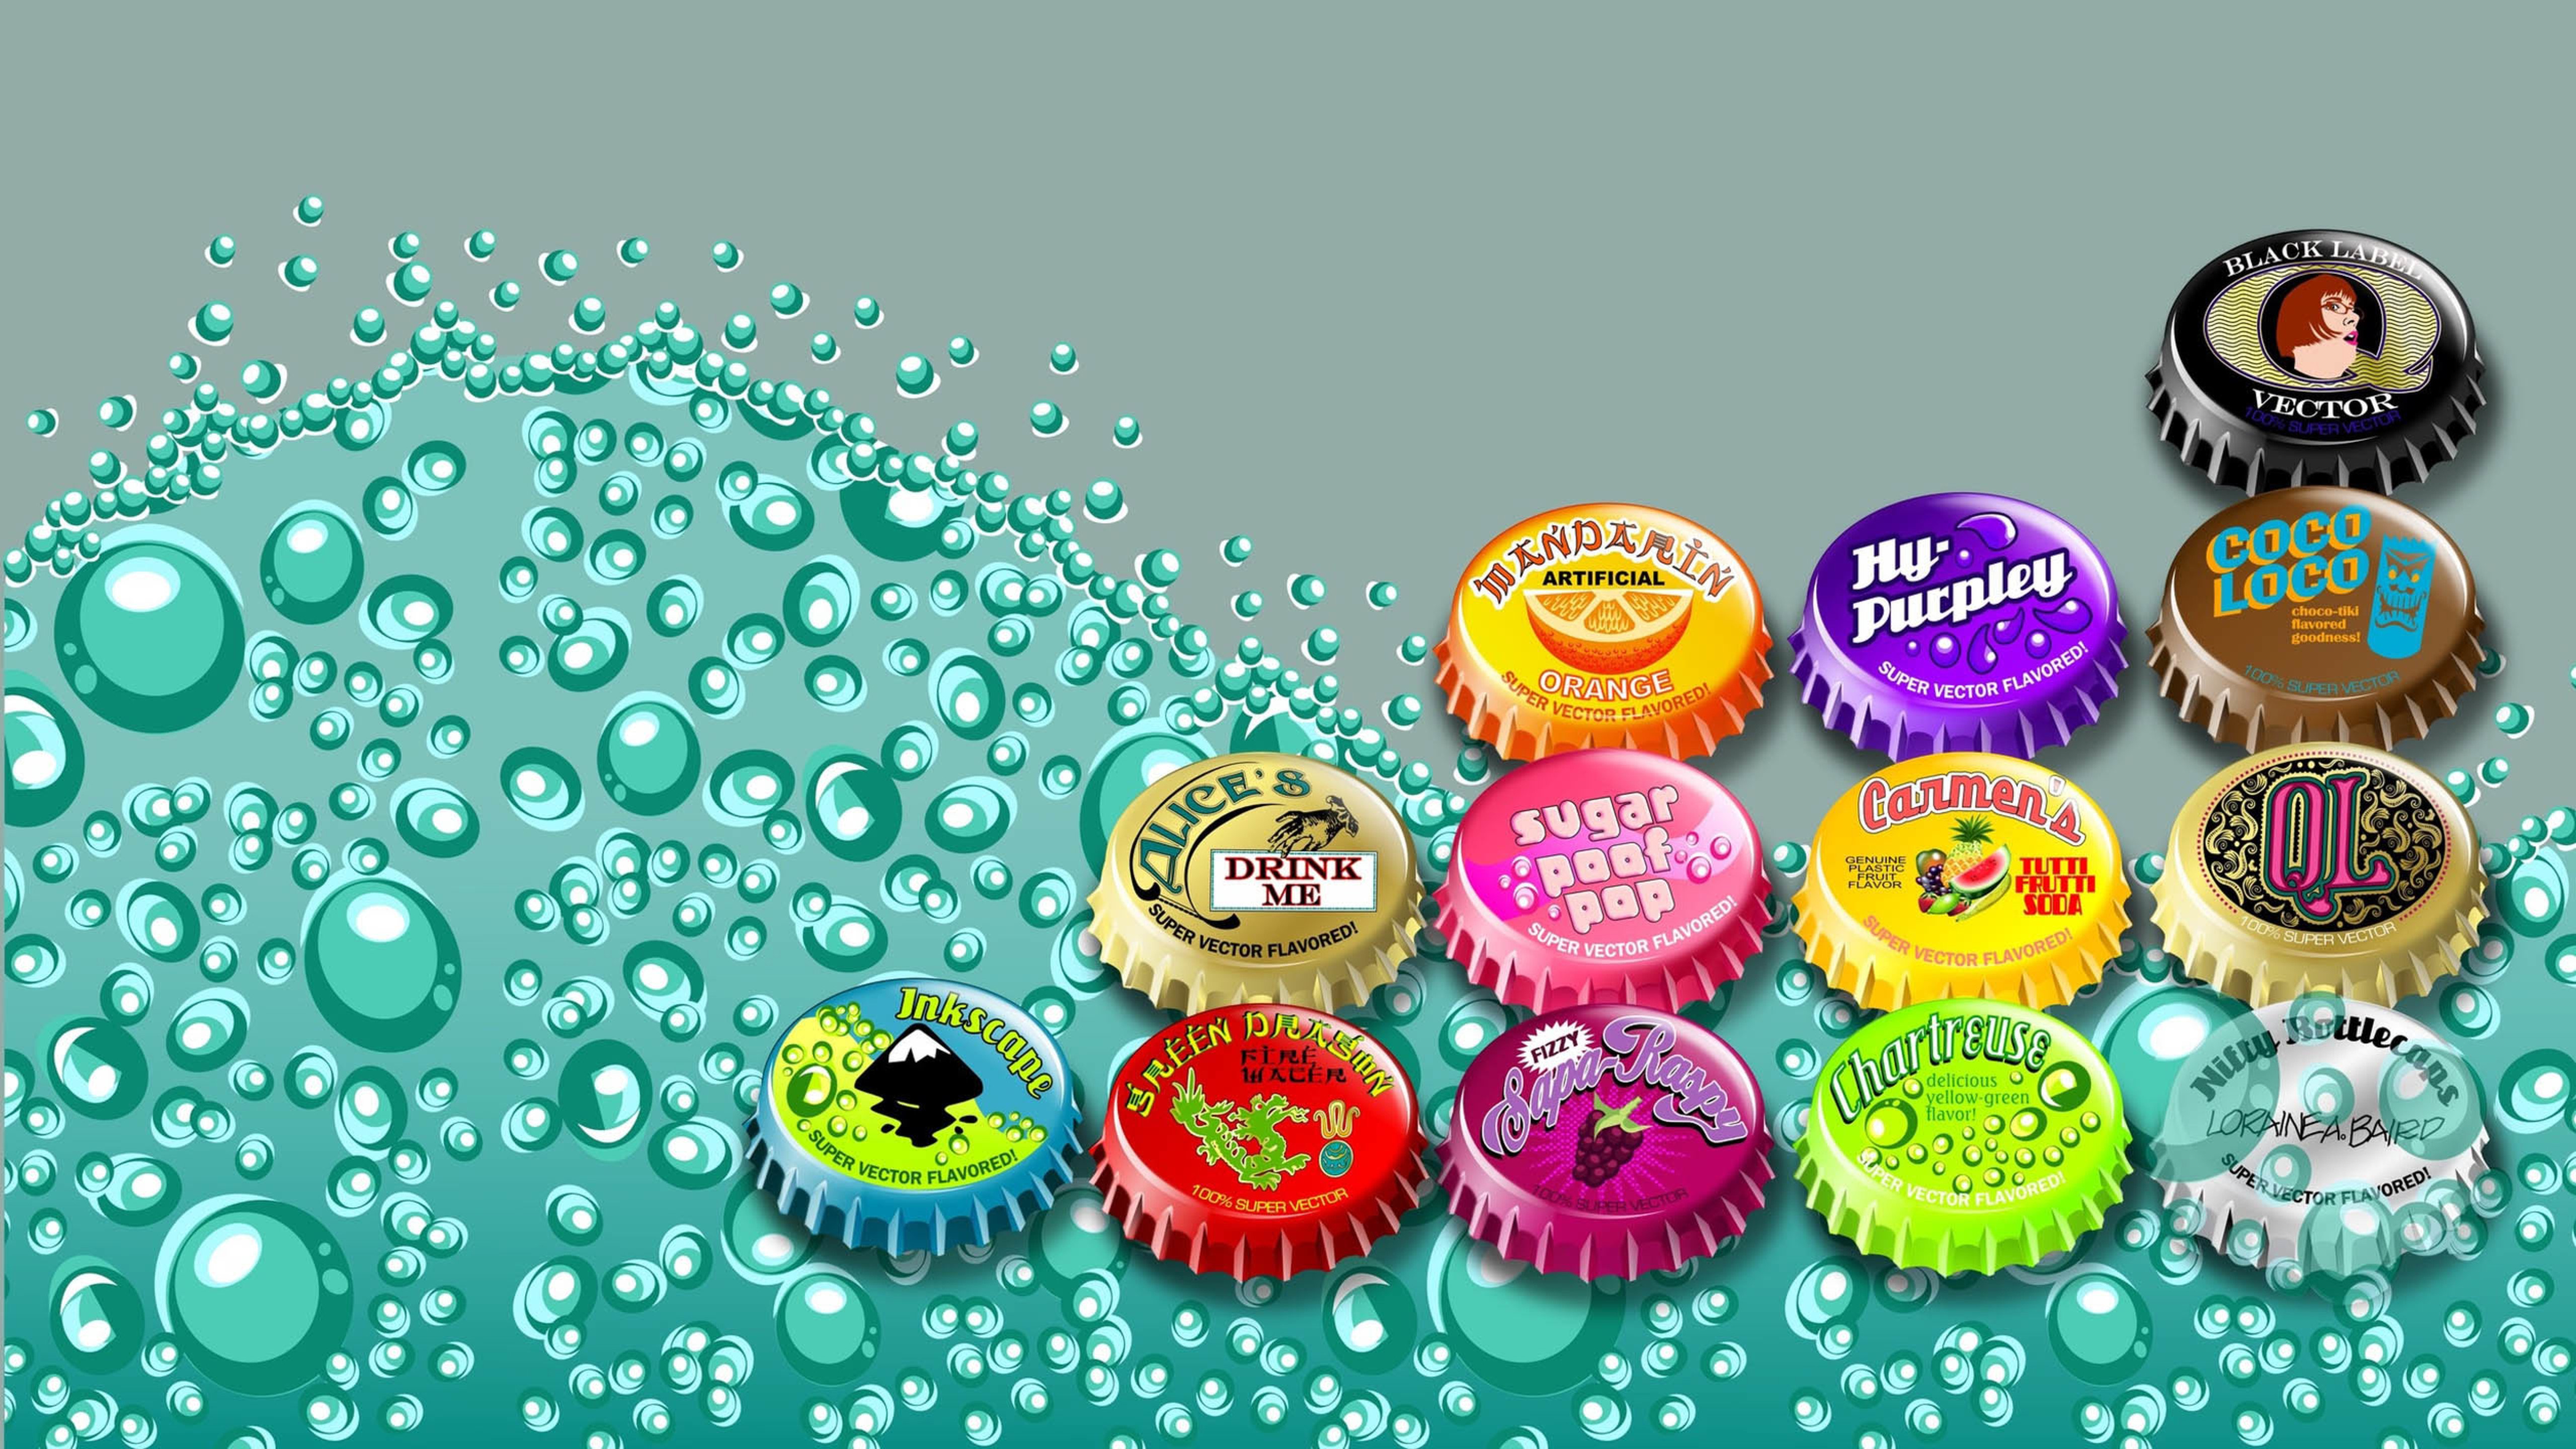 BLACK LABEL
Q
VECTOR
100% SUPER VECTOR
MANDARIN
ARTIFICIAL
ORANGE
SUPER VECTOR FLAVORED!
Hy-
Purpley
SUPER VECTOR FLAVORED!
COCO
LOCO
choco-tiki
flavored
goodness!
100% SUPER VECTOR
ALICE'S
DRINK
ME
SUPER VECTOR FLAVORED!
sugar
poof
pop
SUPER VECTOR FLAVORED!
Carmen's
GENUINE
PLASTIC
FRUIT
FLAVOR
TUTTI
FRUTTI
SODA
SUPER VECTOR FLAVORED!
QL
100% SUPER VECTOR
Inkscape
SUPER VECTOR FLAVORED!
GREEN DRAGON
FIRE
WATER
100% SUPER VECTOR
FIZZY
Sapa-Raspy
100% SUPER VECTOR
Chartreuse
delicious
yellow-green
flavor!
SUPER VECTOR FLAVORED!
Nifty Bottlecaps
LORAINE A. BAIRD
SUPER VECTOR FLAVORED!